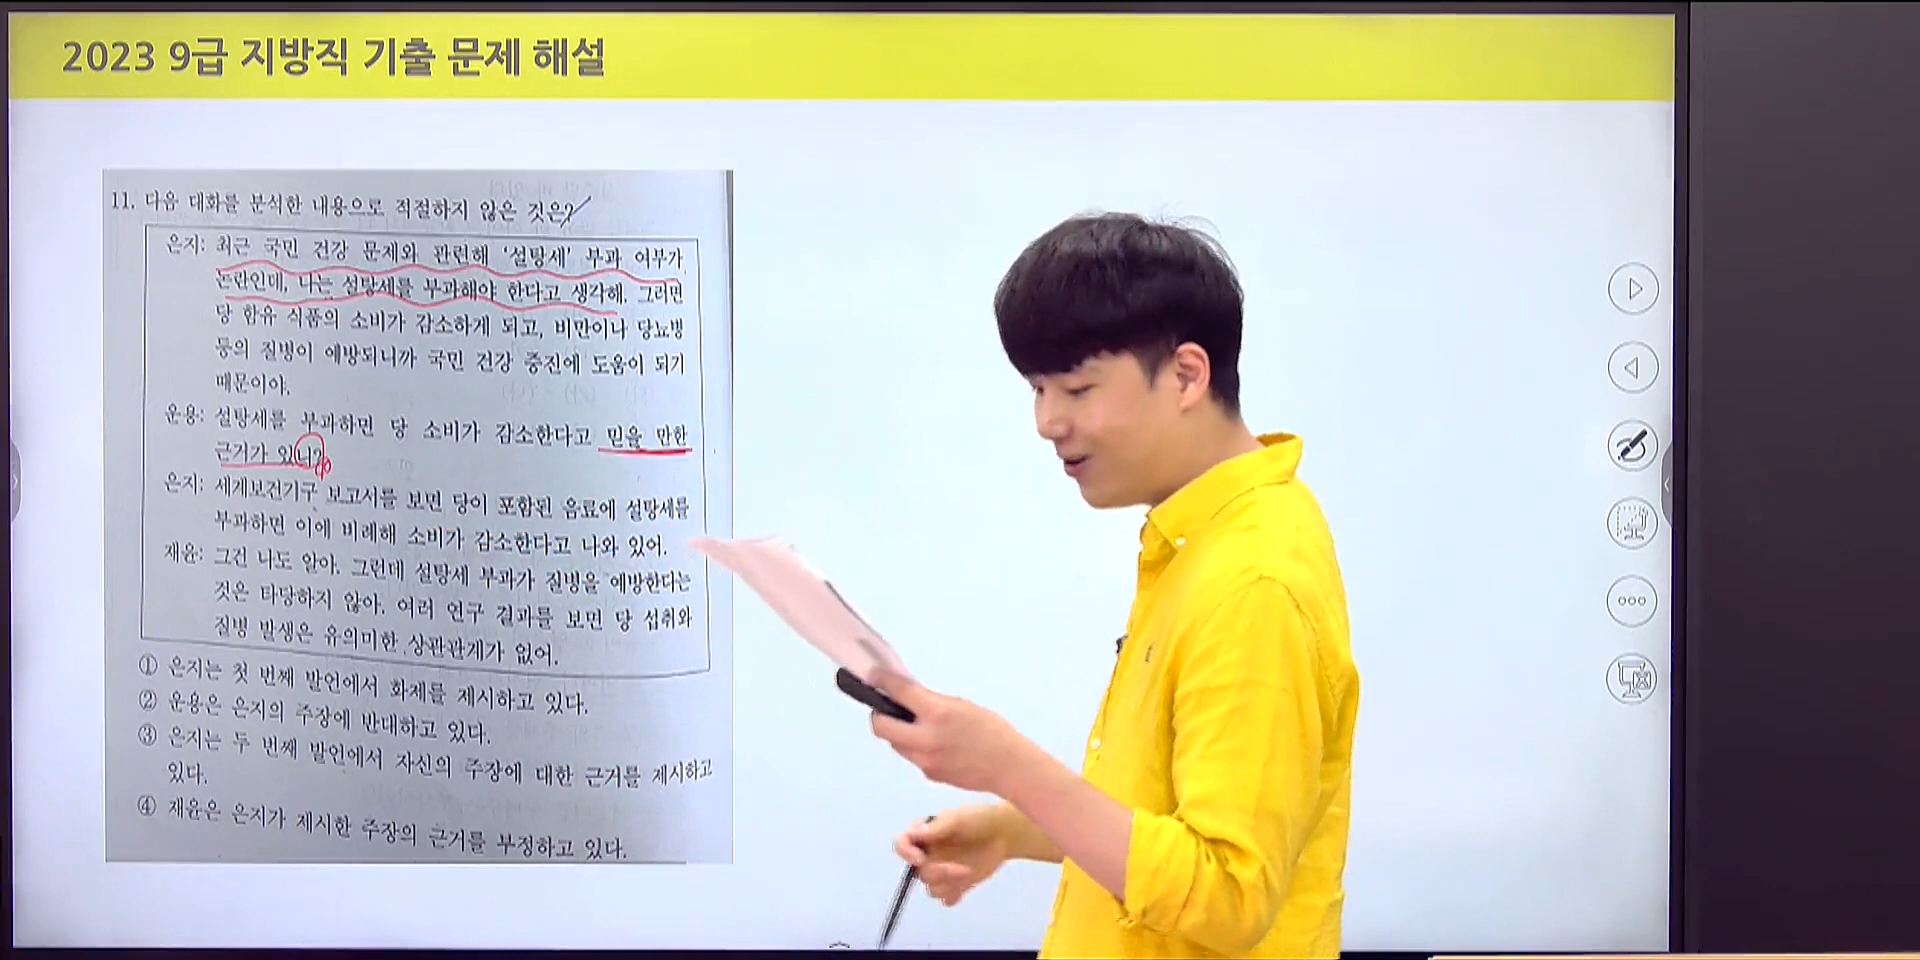 2023 9급 지방직 기출 문제 해설
11. 다음 대화를 분석한 내용으로 적절하지 않은 것은?
은지: 최근 국민 건강 문제와 관련해 '설탕세' 부과 여부가
논란인데, 나는 설탕세를 부과해야 한다고 생각해. 그러면
당 함유 식품의 소비가 감소하게 되고, 비만이나 당뇨병
등의 질병이 예방되니까 국민 건강 증진에 도움이 되기
때문이야.
운용: 설탕세를 부과하면 당 소비가 감소한다고 믿을 만한
근거가 있니?
은지: 세계보건기구 보고서를 보면 당이 포함된 음료에 설탕세를
부과하면 이에 비례해 소비가 감소한다고 나와 있어.
재윤: 그건 나도 알아. 그런데 설탕세 부과가 질병을 예방한다는
것은 타당하지 않아. 여러 연구 결과를 보면 당 섭취와
질병 발생은 유의미한 상관관계가 없어.
① 은지는 첫 번째 발언에서 화제를 제시하고 있다.
② 운용은 은지의 주장에 반대하고 있다.
③ 은지는 두 번째 발언에서 자신의 주장에 대한 근거를 제시하고
있다.
④ 재윤은 은지가 제시한 주장의 근거를 부정하고 있다.